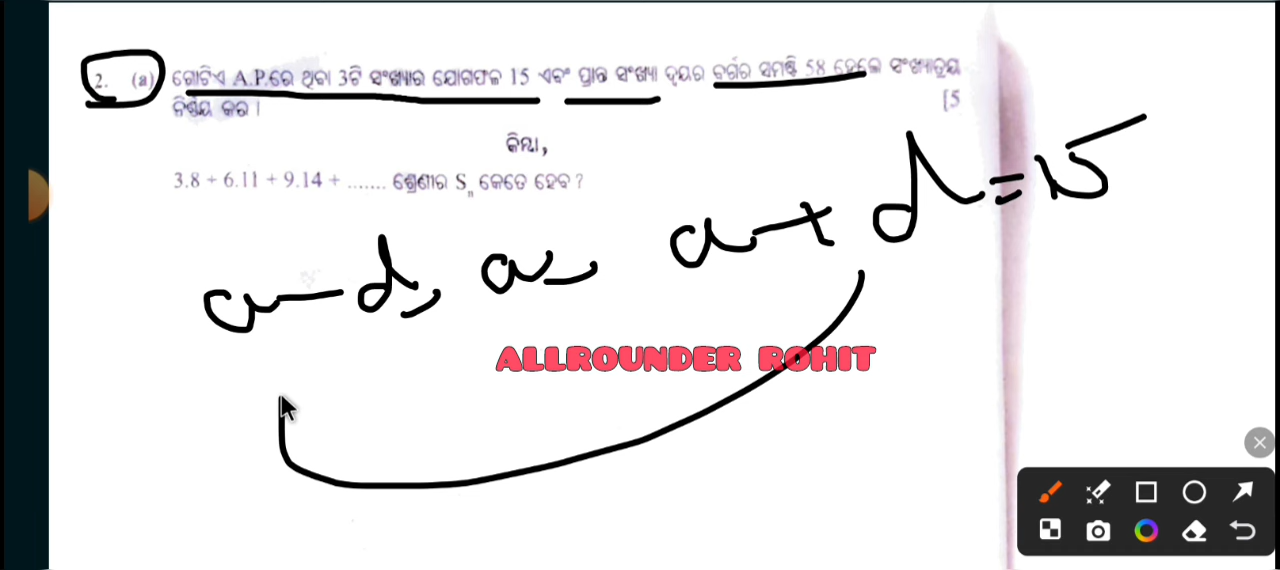 2. (a) ଗୋଟିଏ A.P.ରେ ଥିବା 3ଟି ସଂଖ୍ୟାର ଯୋଗଫଳ 15 ଏବଂ ପ୍ରାନ୍ତ ସଂଖ୍ୟା ଦ୍ୱୟର ବର୍ଗର ସମଷ୍ଟି 58 ହେଲେ ସଂଖ୍ୟାତ୍ରୟ
ନିର୍ଣ୍ଣୟ କର । [5
କିମ୍ବା,
3.8 + 6.11 + 9.14 + ....... ଶ୍ରେଣୀର Sn କେତେ ହେବ ?
a-d, a, a+d=15
ALLROUNDER ROHIT